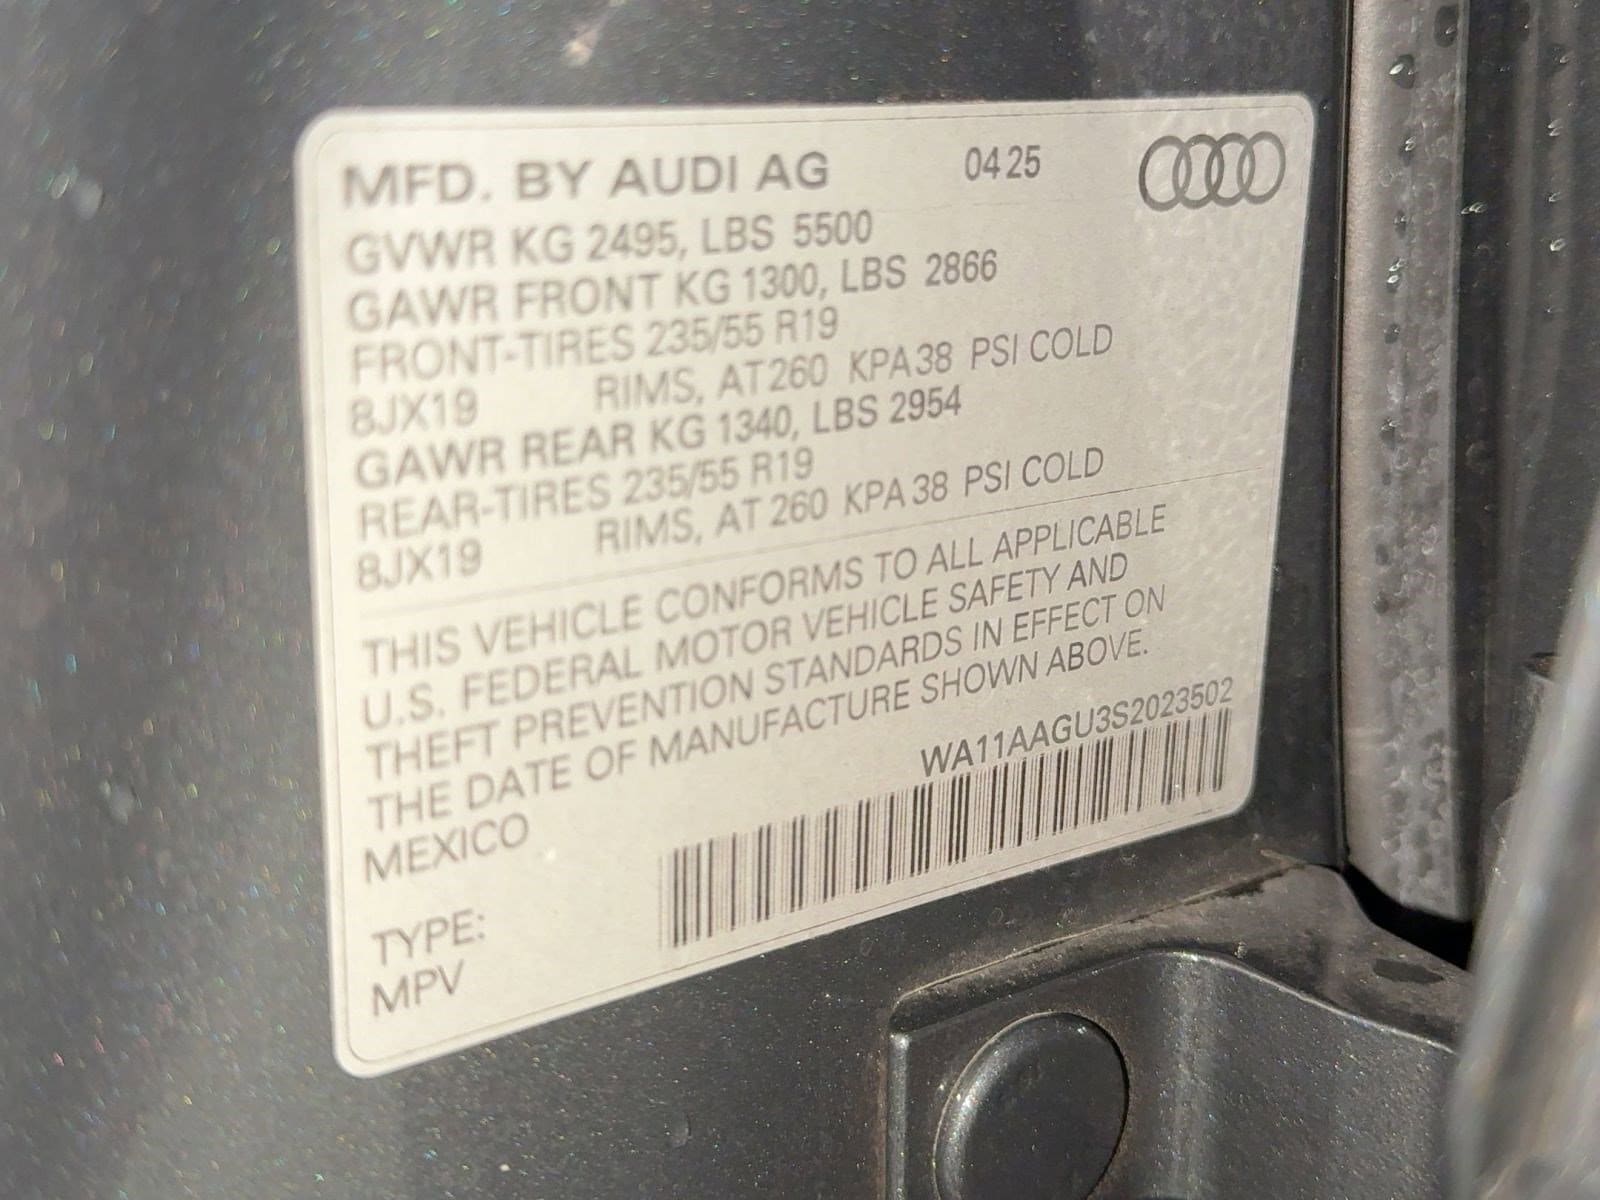 MFD. BY AUDI AG 04 25
GVWR KG 2495, LBS 5500
GAWR FRONT KG 1300, LBS 2866
FRONT-TIRES 235/55 R19
8JX19 RIMS, AT 260 KPA 38 PSI COLD
GAWR REAR KG 1340, LBS 2954
REAR-TIRES 235/55 R19
8JX19 RIMS, AT 260 KPA 38 PSI COLD
THIS VEHICLE CONFORMS TO ALL APPLICABLE
U.S. FEDERAL MOTOR VEHICLE SAFETY AND
THEFT PREVENTION STANDARDS IN EFFECT ON
THE DATE OF MANUFACTURE SHOWN ABOVE.
MEXICO
WA11AAGU3S2023502
TYPE:
MPV